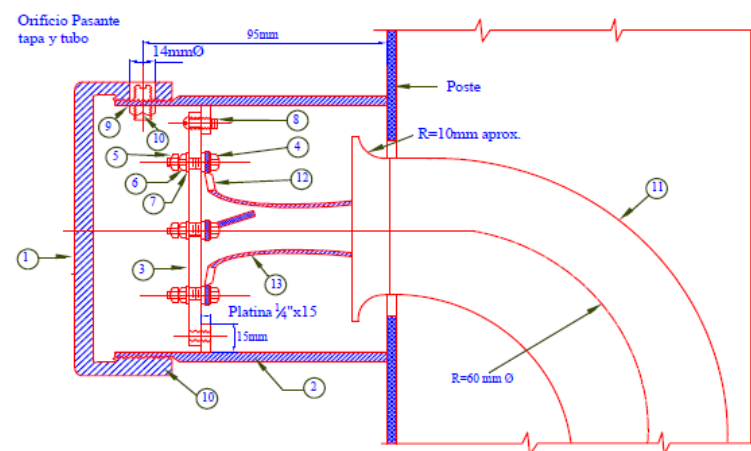 Orificio Pasante
tapa y tubo
95mm
14mmØ
Poste
9
10
8
R=10mm aprox.
5
4
6
12
11
7
1
3
13
Platina ¼"x15
15mm
10
2
R=60 mm Ø